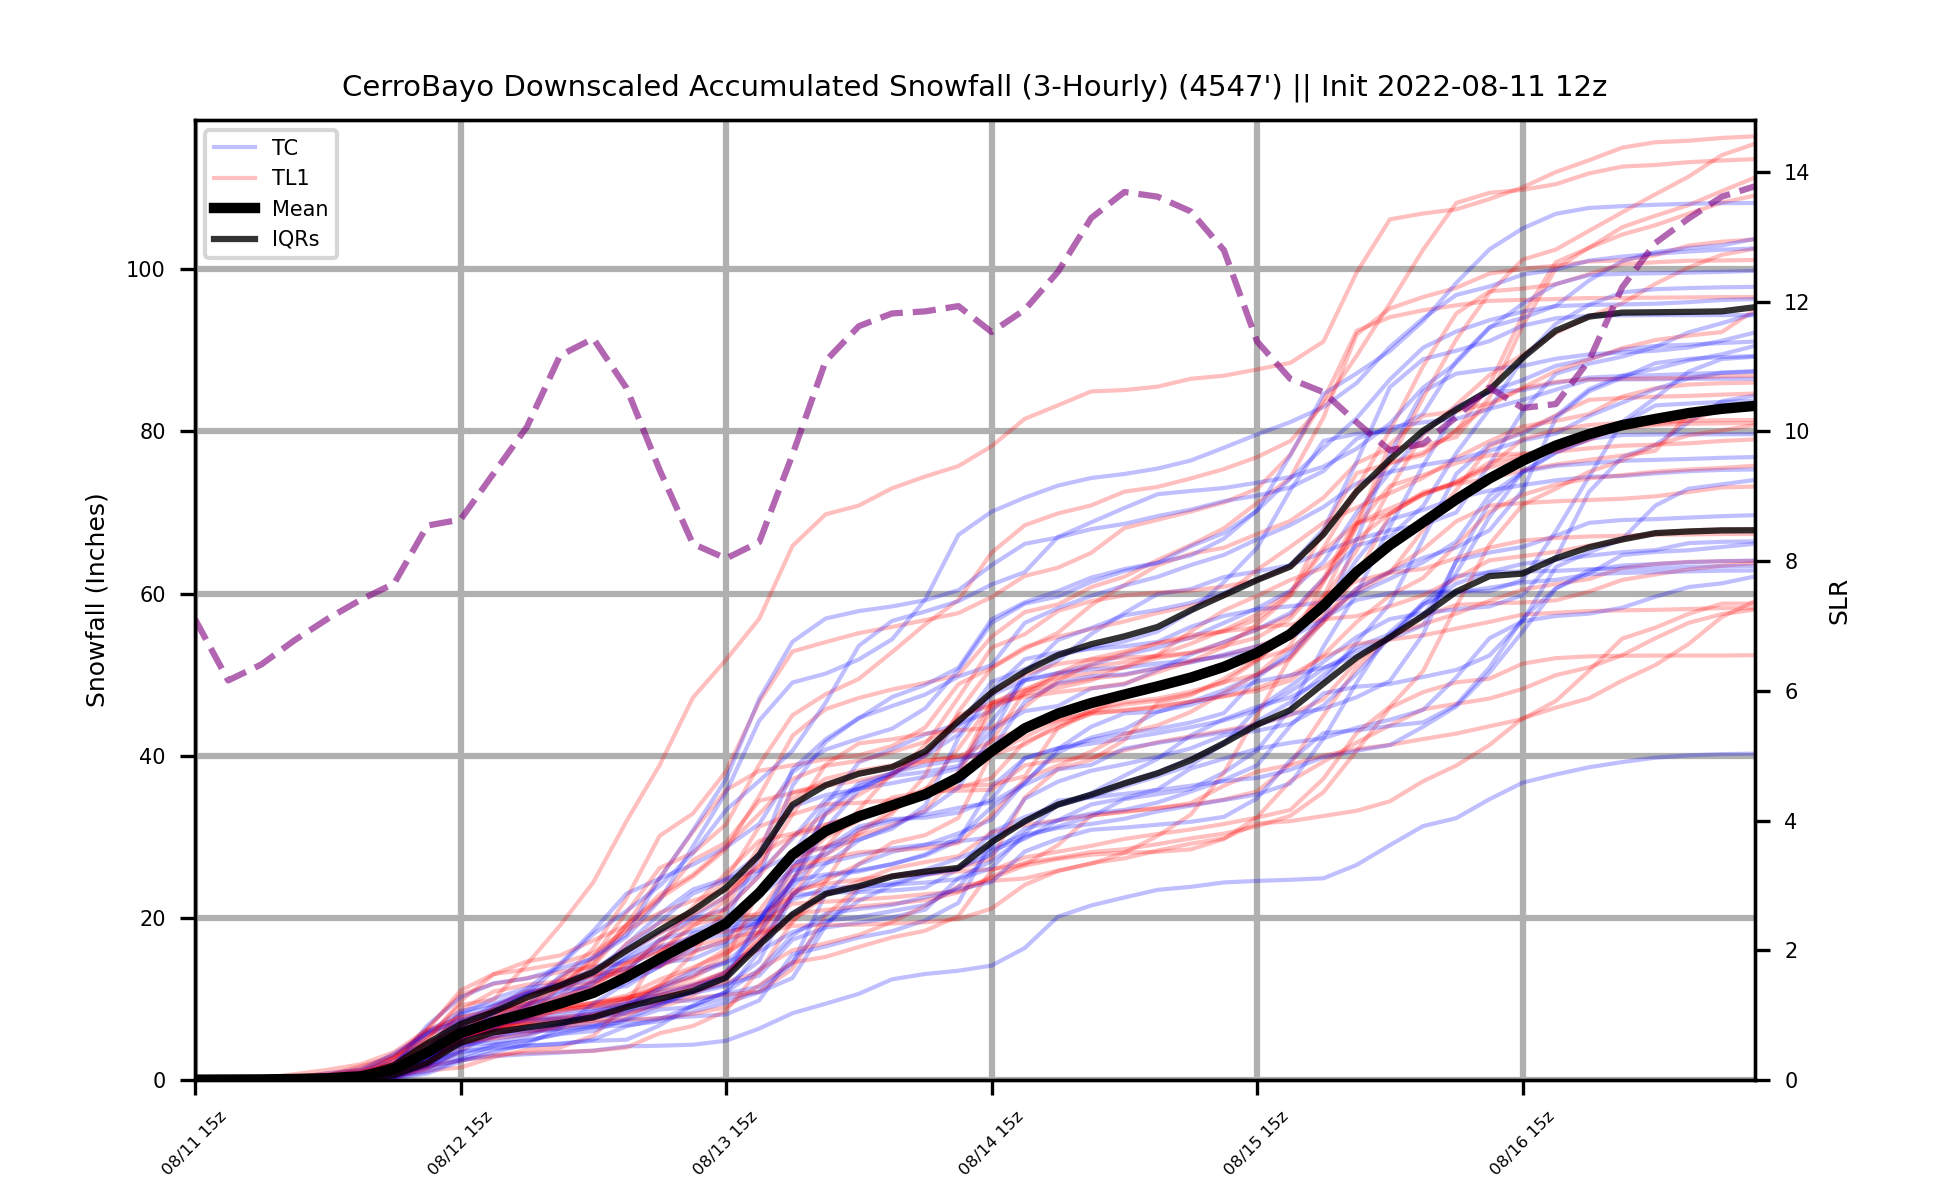 CerroBayo Downscaled Accumulated Snowfall (3-Hourly) (4547') || Init 2022-08-11 12z
TC
TL1
Mean
IQRs
Snowfall (Inches)
100
80
60
40
20
0
SLR
14
12
10
8
6
4
2
0
08/11 15z
08/12 15z
08/13 15z
08/14 15z
08/15 15z
08/16 15z